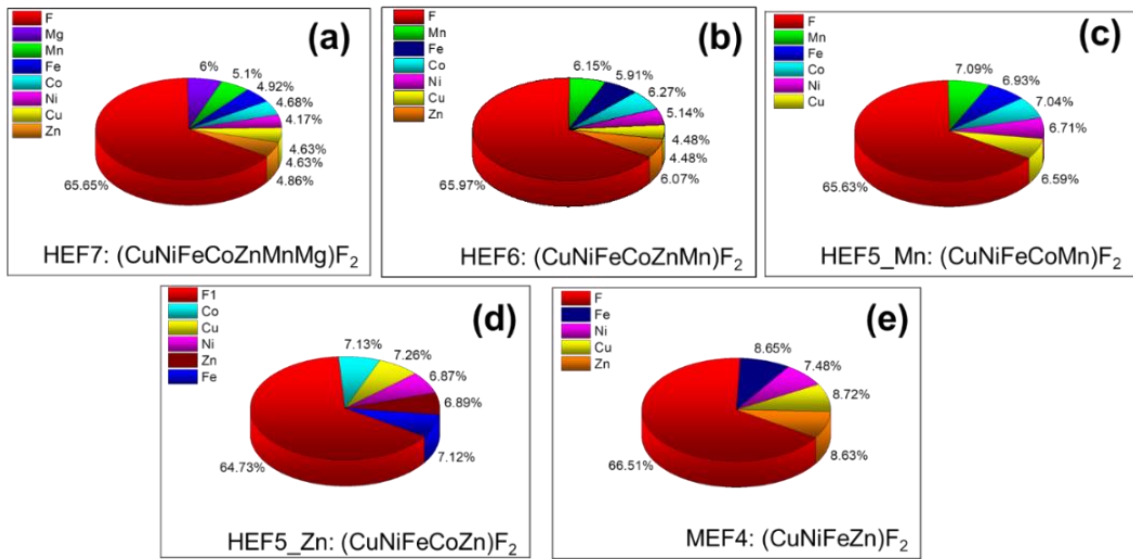 (a)
F
Mg
Mn
Fe
Co
Ni
Cu
Zn
6%
5.1%
4.92%
4.68%
4.17%
4.63%
4.63%
4.86%
65.65%
HEF7: (CuNiFeCoZnMnMg)F₂
(b)
F
Mn
Fe
Co
Ni
Cu
Zn
6.15%
5.91%
6.27%
5.14%
4.48%
4.48%
6.07%
65.97%
HEF6: (CuNiFeCoZnMn)F₂
(c)
F
Mn
Fe
Co
Ni
Cu
7.09%
6.93%
7.04%
6.71%
6.59%
65.63%
HEF5_Mn: (CuNiFeCoMn)F₂
(d)
F1
Co
Cu
Ni
Zn
Fe
7.13%
7.26%
6.87%
6.89%
7.12%
64.73%
HEF5_Zn: (CuNiFeCoZn)F₂
(e)
F
Fe
Ni
Cu
Zn
8.65%
7.48%
8.72%
8.63%
66.51%
MEF4: (CuNiFeZn)F₂